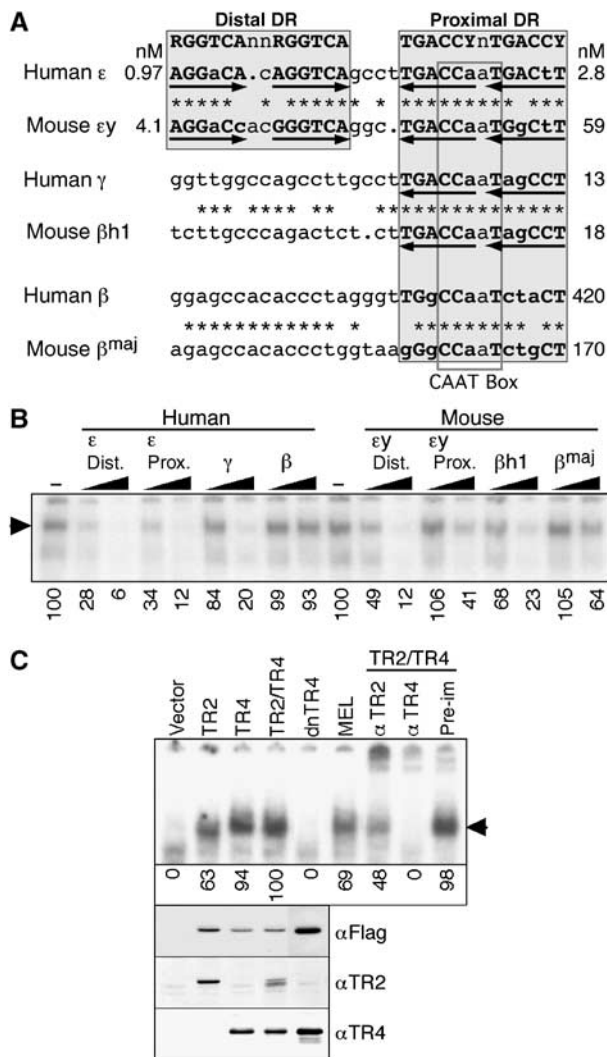 A
Distal DR Proximal DR
nM RGGTCAnnRGGTCA TGACCYnTGACCY nM
Human ε 0.97 AGGaCA.cAGGTCAgcctTGACCaaTGACtT 2.8
***** * ****** * *************
Mouse εy 4.1 AGGaCcacGGGTCAggc.TGACCaaTGgCtT 59
Human γ ggttggccagccttgcctTGACCaaTagCCT 13
*** **** ** ***************
Mouse βh1 tcttgcccagactct.ctTGACCaaTagCCT 18
Human β ggagccacaccctagggtTGgCCaaTctaCT 420
************ * ******** **
Mouse βmaj agagccacaccctggtaagGgCCaaTctgCT 170
CAAT Box
B
Human Mouse
– ε Dist. ε Prox. γ β – εy Dist. εy Prox. βh1 βmaj
100 28 6 34 12 84 20 99 93 100 49 12 106 41 68 23 105 64
C
TR2/TR4
Vector TR2 TR4 TR2/TR4 dnTR4 MEL α TR2 α TR4 Pre-im
0 63 94 100 0 69 48 0 98
αFlag
αTR2
αTR4